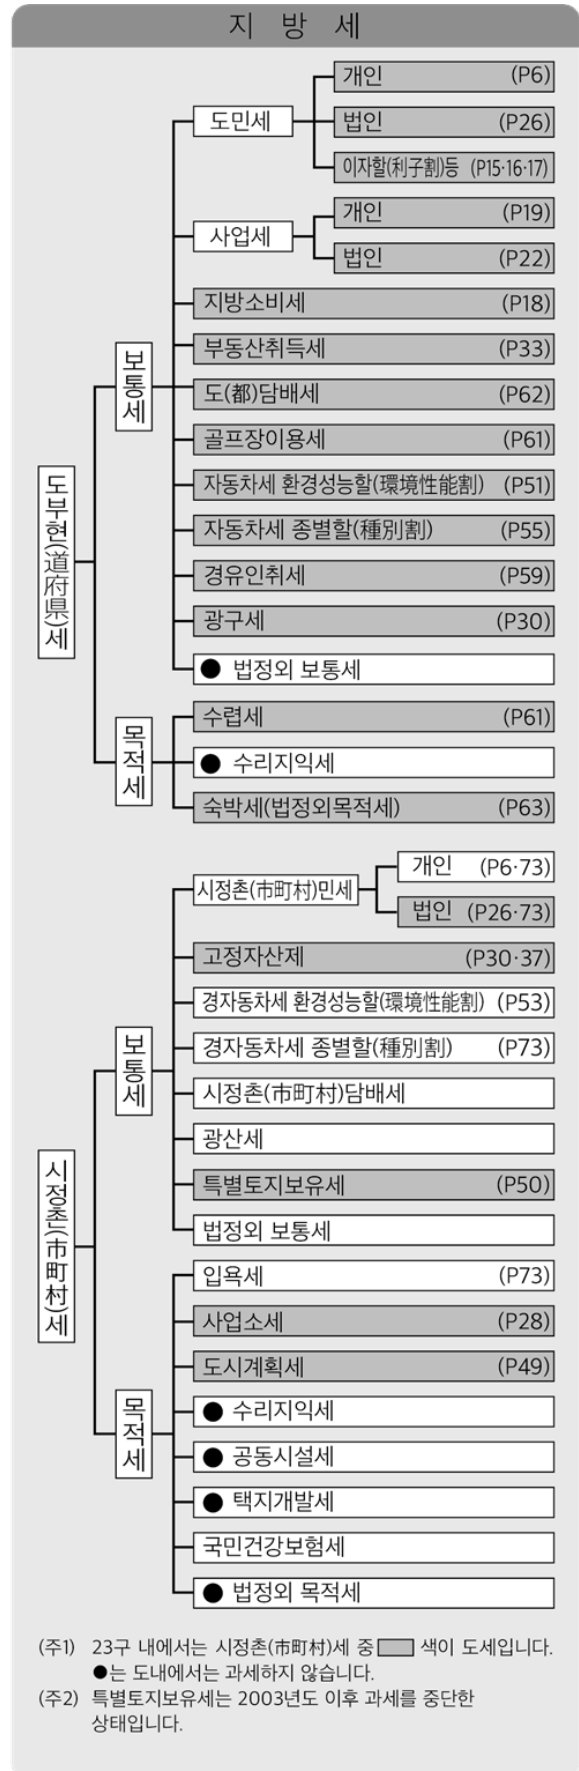 지 방 세
개인 (P6)
도민세
법인 (P26)
이자할(利子割)등 (P15·16·17)
개인 (P19)
사업세
법인 (P22)
지방소비세 (P18)
보통세
부동산취득세 (P33)
도(都)담배세 (P62)
골프장이용세 (P61)
자동차세 환경성능할(環境性能割) (P51)
도부현(道府県)세
자동차세 종별할(種別割) (P55)
경유인취세 (P59)
광구세 (P30)
● 법정외 보통세
수렵세 (P61)
목적세
● 수리지익세
숙박세(법정외목적세) (P63)
개인 (P6·73)
시정촌(市町村)민세
법인 (P26·73)
고정자산제 (P30·37)
경자동차세 환경성능할(環境性能割) (P53)
보통세
경자동차세 종별할(種別割) (P73)
시정촌(市町村)담배세
광산세
특별토지보유세 (P50)
법정외 보통세
시정촌(市町村)세
입욕세 (P73)
사업소세 (P28)
도시계획세 (P49)
목적세
● 수리지익세
● 공동시설세
● 택지개발세
국민건강보험세
● 법정외 목적세
(주1) 23구 내에서는 시정촌(市町村)세 중 색이 도세입니다.
●는 도내에서는 과세하지 않습니다.
(주2) 특별토지보유세는 2003년도 이후 과세를 중단한
상태입니다.